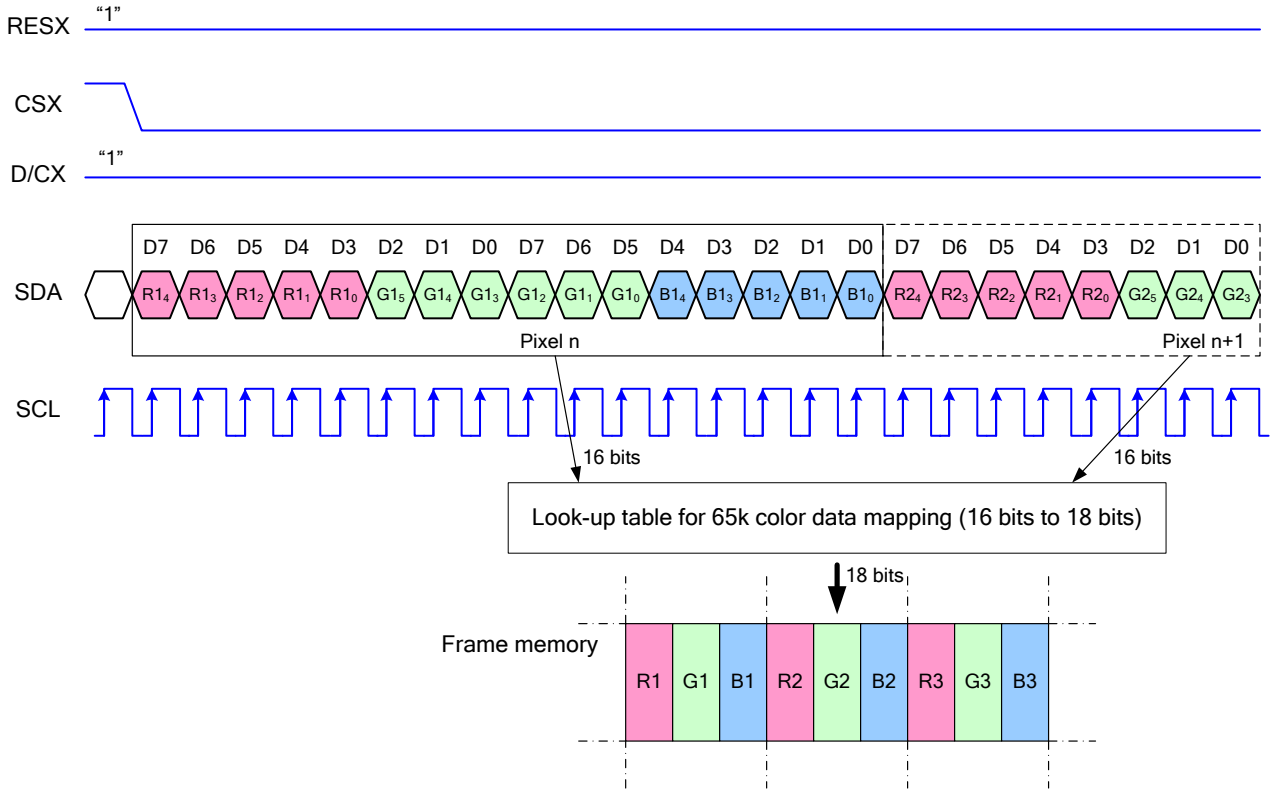 RESX “1”
CSX
D/CX “1”
D7 D6 D5 D4 D3 D2 D1 D0 D7 D6 D5 D4 D3 D2 D1 D0 D7 D6 D5 D4 D3 D2 D1 D0
SDA R1₄ R1₃ R1₂ R1₁ R1₀ G1₅ G1₄ G1₃ G1₂ G1₁ G1₀ B1₄ B1₃ B1₂ B1₁ B1₀ R2₄ R2₃ R2₂ R2₁ R2₀ G2₅ G2₄ G2₃
Pixel n Pixel n+1
SCL
16 bits 16 bits
Look-up table for 65k color data mapping (16 bits to 18 bits)
18 bits
Frame memory
R1 G1 B1 R2 G2 B2 R3 G3 B3